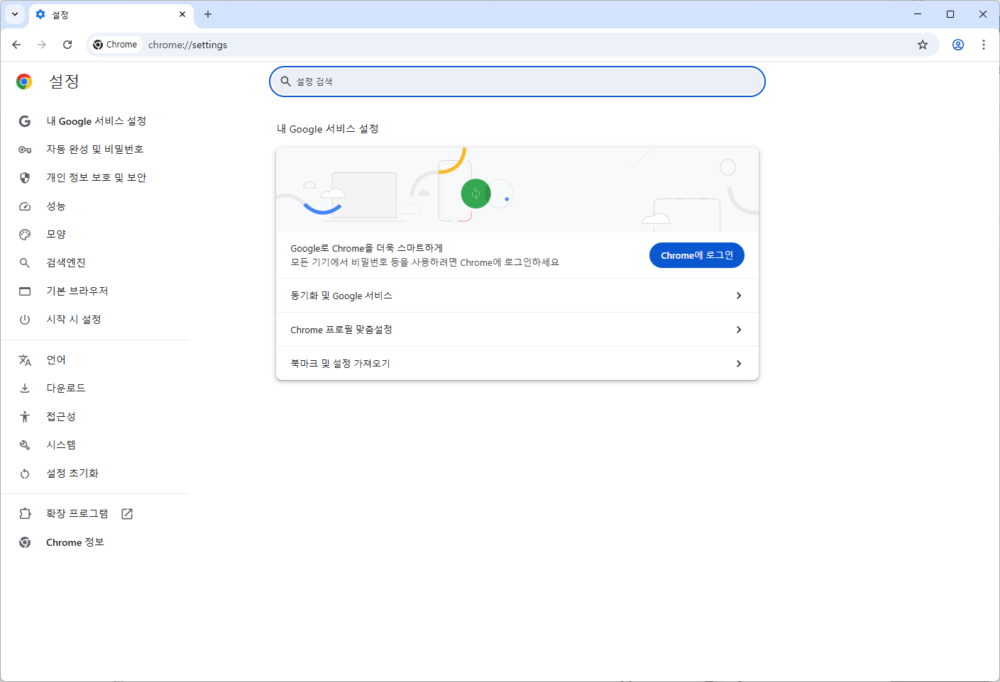 설정
Chrome
chrome://settings
설정
설정 검색
내 Google 서비스 설정
자동 완성 및 비밀번호
개인 정보 보호 및 보안
성능
모양
검색엔진
기본 브라우저
시작 시 설정
언어
다운로드
접근성
시스템
설정 초기화
확장 프로그램
Chrome 정보
내 Google 서비스 설정
Google로 Chrome을 더욱 스마트하게
모든 기기에서 비밀번호 등을 사용하려면 Chrome에 로그인하세요
Chrome에 로그인
동기화 및 Google 서비스
Chrome 프로필 맞춤설정
북마크 및 설정 가져오기